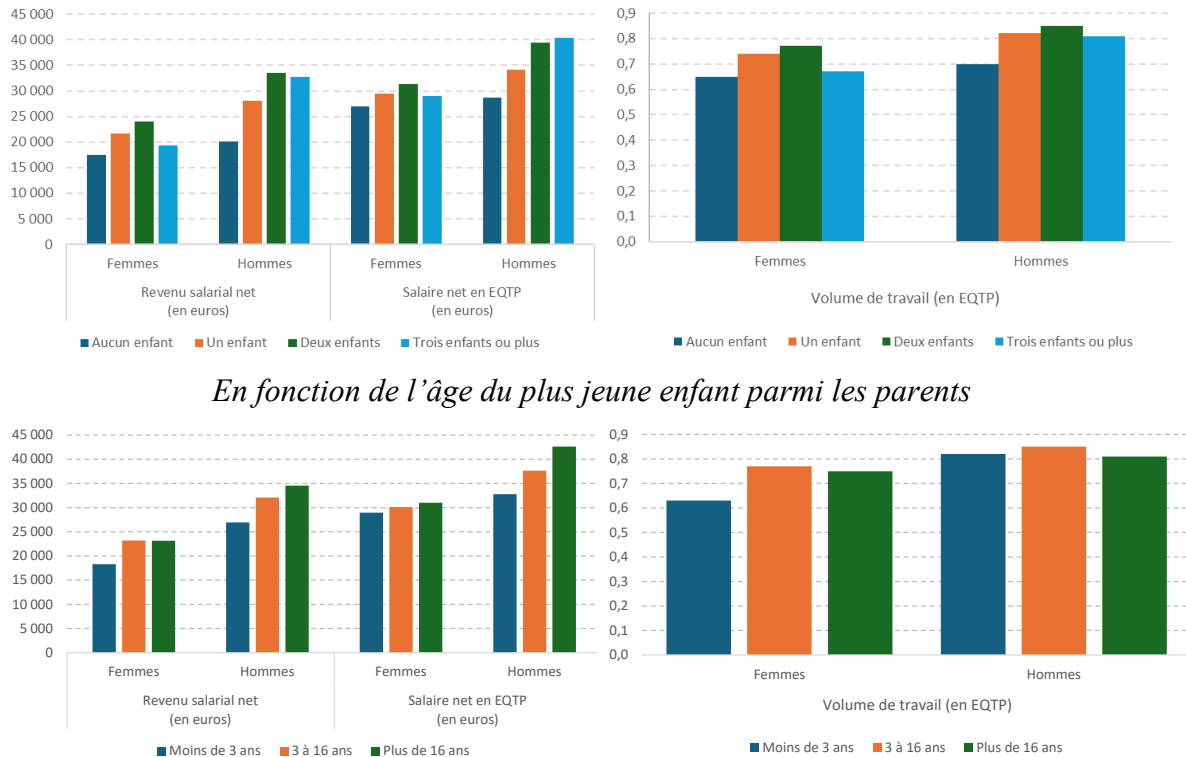 45 000
40 000
35 000
30 000
25 000
20 000
15 000
10 000
5 000
0
Femmes Hommes Femmes Hommes
Revenu salarial net Salaire net en EQTP
(en euros) (en euros)
Aucun enfant Un enfant Deux enfants Trois enfants ou plus
0,9
0,8
0,7
0,6
0,5
0,4
0,3
0,2
0,1
0,0
Femmes Hommes
Volume de travail (en EQTP)
Aucun enfant Un enfant Deux enfants Trois enfants ou plus
En fonction de l’âge du plus jeune enfant parmi les parents
45 000
40 000
35 000
30 000
25 000
20 000
15 000
10 000
5 000
0
Femmes Hommes Femmes Hommes
Revenu salarial net Salaire net en EQTP
(en euros) (en euros)
Moins de 3 ans 3 à 16 ans Plus de 16 ans
0,9
0,8
0,7
0,6
0,5
0,4
0,3
0,2
0,1
0,0
Femmes Hommes
Volume de travail (en EQTP)
Moins de 3 ans 3 à 16 ans Plus de 16 ans